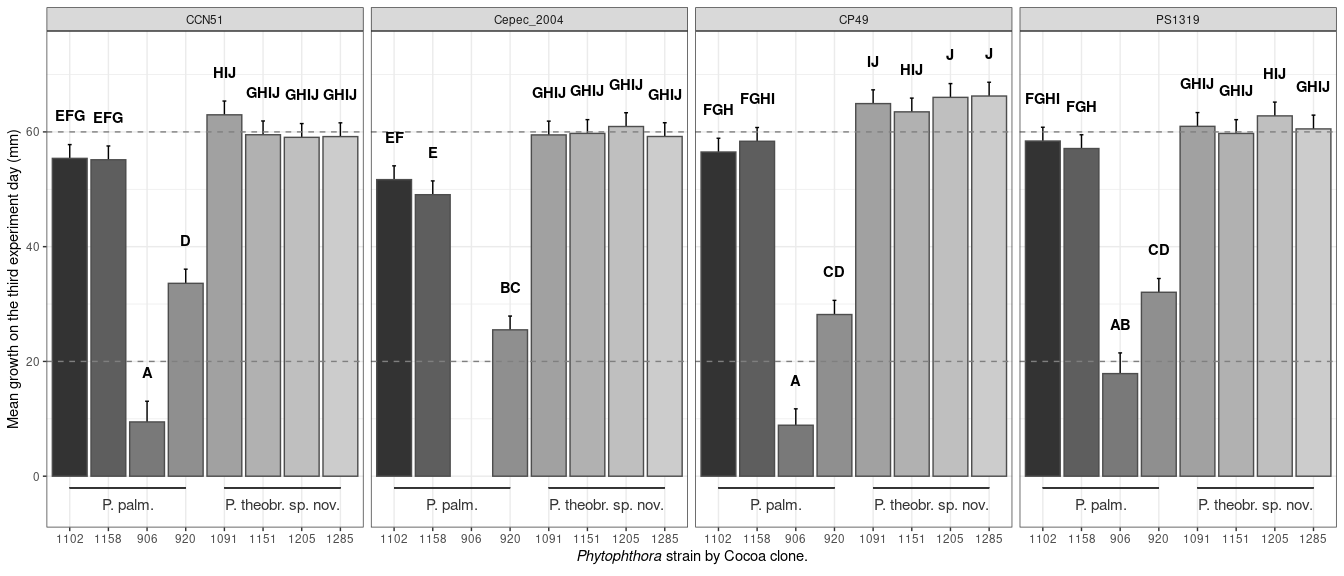 CCN51 Cepec_2004 CP49 PS1319
Mean growth on the third experiment day (mm)
60
40
20
0
EFG EFG A D HIJ GHIJ GHIJ GHIJ
EF E BC GHIJ GHIJ GHIJ GHIJ
FGH FGHI A CD IJ HIJ J J
FGHI FGH AB CD GHIJ GHIJ HIJ GHIJ
P. palm. P. theobr. sp. nov. P. palm. P. theobr. sp. nov. P. palm. P. theobr. sp. nov. P. palm. P. theobr. sp. nov.
1102 1158 906 920 1091 1151 1205 1285 1102 1158 906 920 1091 1151 1205 1285 1102 1158 906 920 1091 1151 1205 1285 1102 1158 906 920 1091 1151 1205 1285
Phytophthora strain by Cocoa clone.